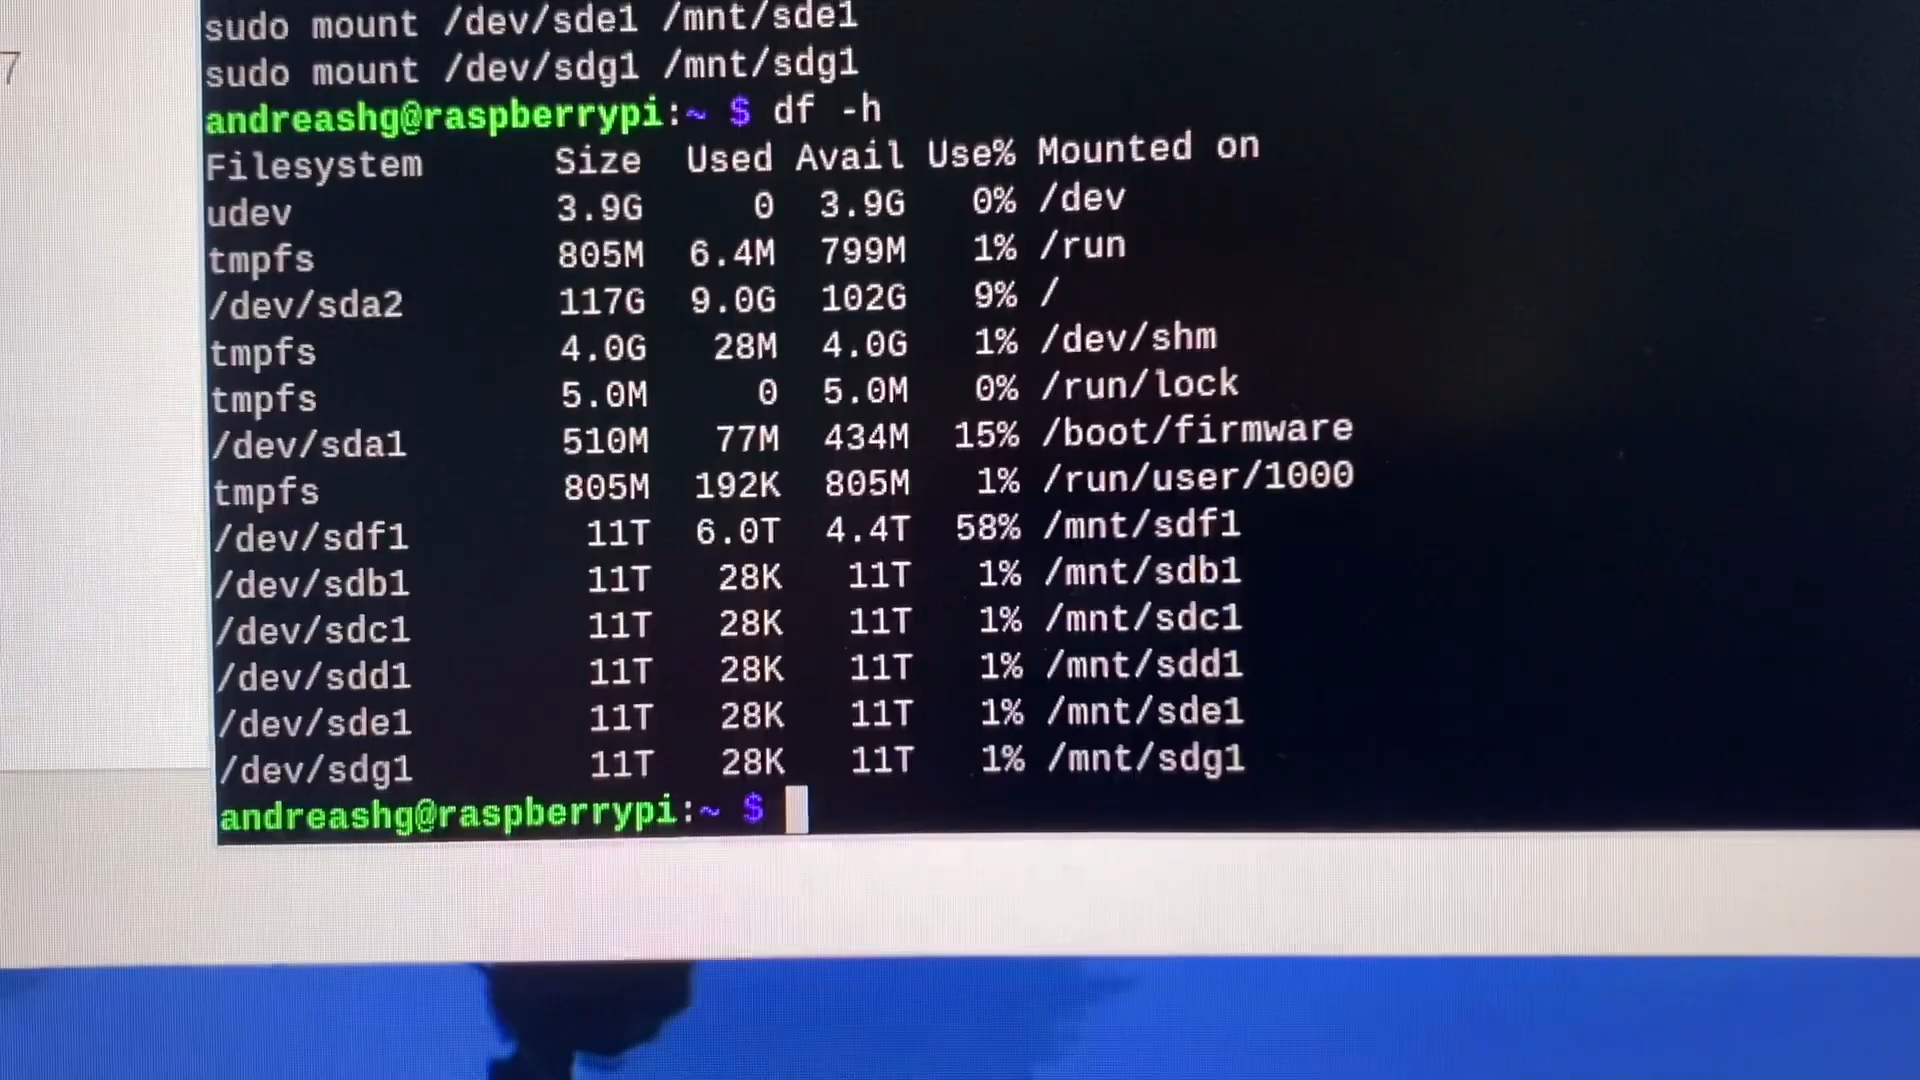 sudo mount /dev/sde1 /mnt/sde1
sudo mount /dev/sdg1 /mnt/sdg1
7
andreashg@raspberrypi:~ $ df -h
Filesystem Size Used Avail Use% Mounted on
udev 3.9G 0 3.9G 0% /dev
tmpfs 805M 6.4M 799M 1% /run
/dev/sda2 117G 9.0G 102G 9% /
tmpfs 4.0G 28M 4.0G 1% /dev/shm
tmpfs 5.0M 0 5.0M 0% /run/lock
/dev/sda1 510M 77M 434M 15% /boot/firmware
tmpfs 805M 192K 805M 1% /run/user/1000
/dev/sdf1 11T 6.0T 4.4T 58% /mnt/sdf1
/dev/sdb1 11T 28K 11T 1% /mnt/sdb1
/dev/sdc1 11T 28K 11T 1% /mnt/sdc1
/dev/sdd1 11T 28K 11T 1% /mnt/sdd1
/dev/sde1 11T 28K 11T 1% /mnt/sde1
/dev/sdg1 11T 28K 11T 1% /mnt/sdg1
andreashg@raspberrypi:~ $